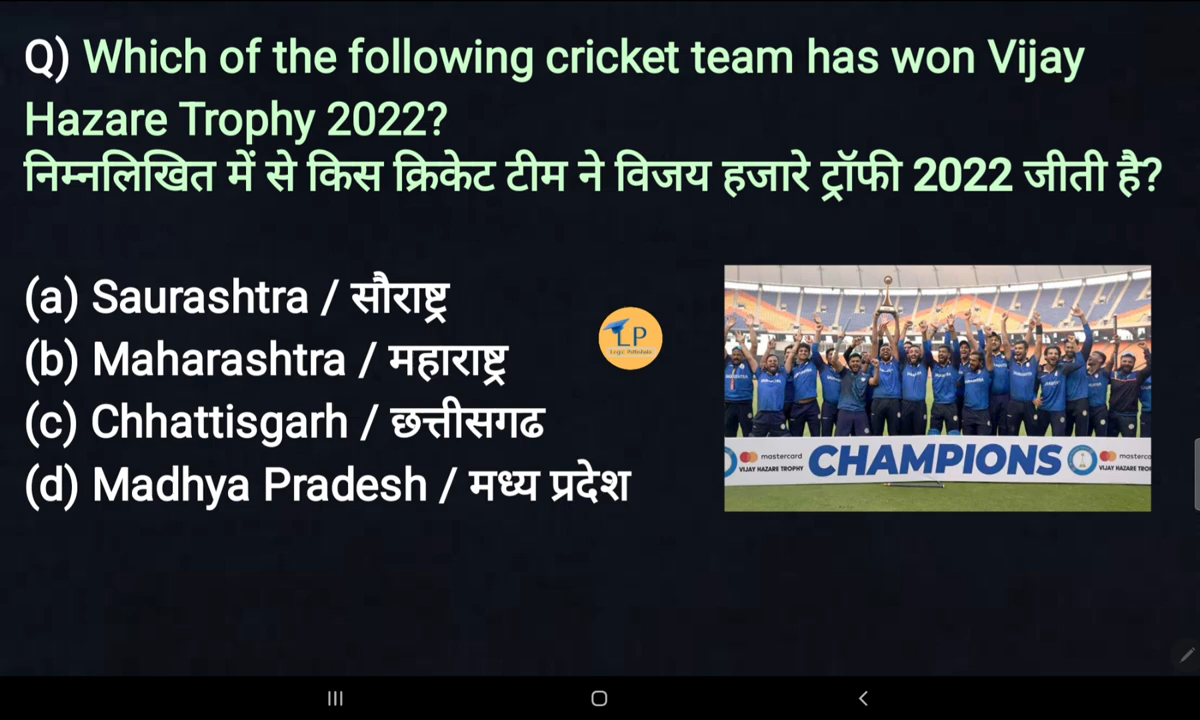 Q) Which of the following cricket team has won Vijay
Hazare Trophy 2022?
निम्नलिखित में से किस क्रिकेट टीम ने विजय हजारे ट्रॉफी 2022 जीती है?
(a) Saurashtra / सौराष्ट्र
(b) Maharashtra / महाराष्ट्र
(c) Chhattisgarh / छत्तीसगढ
(d) Madhya Pradesh / मध्य प्रदेश
LP
mastercard
VIJAY HAZARE TROPHY
CHAMPIONS
masterca
VIJAY HAZARE TRO